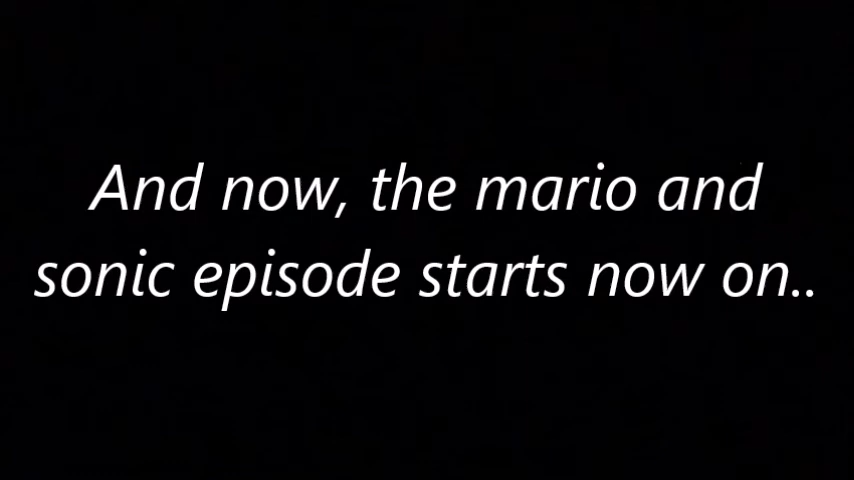 And now, the mario and
sonic episode starts now on..